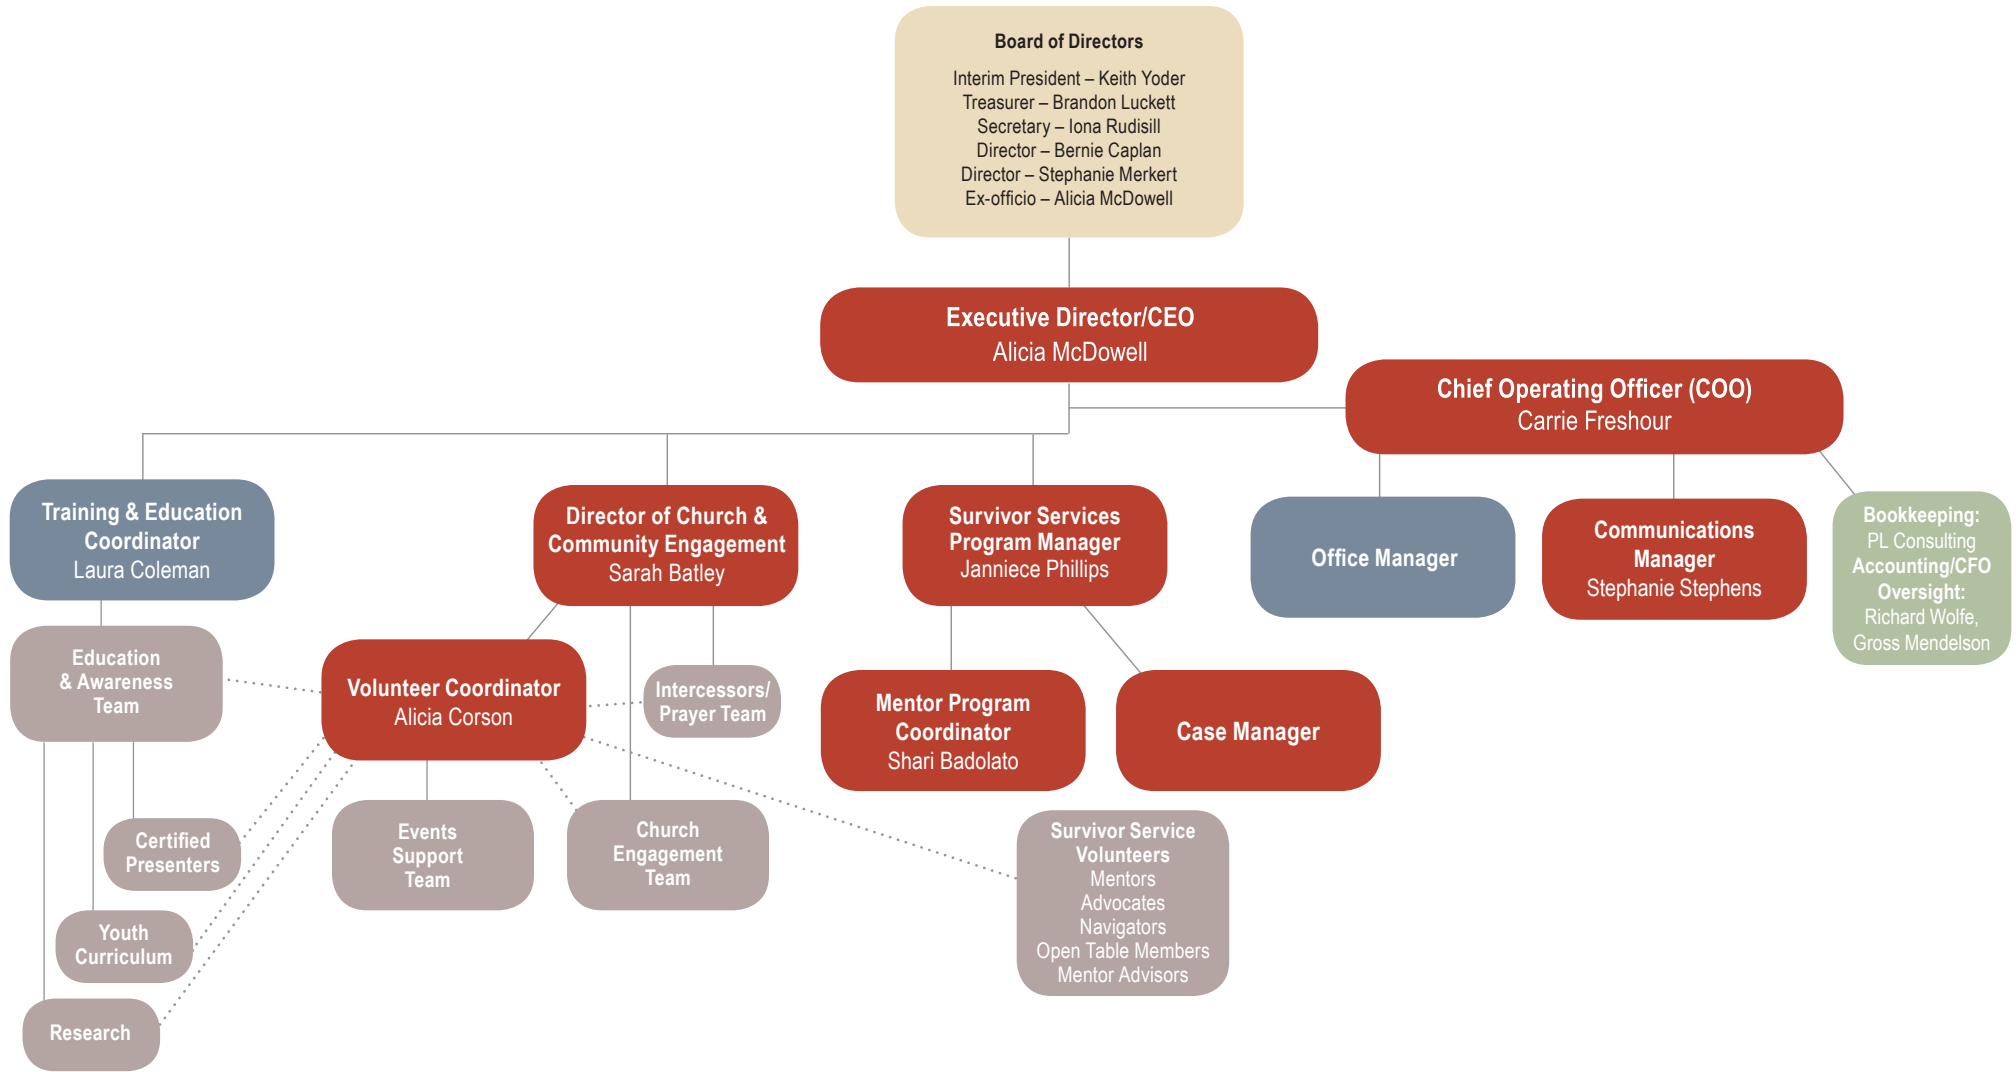 Board of Directors
Interim President – Keith Yoder
Treasurer – Brandon Luckett
Secretary – Iona Rudisill
Director – Bernie Caplan
Director – Stephanie Merkert
Ex-officio – Alicia McDowell
Executive Director/CEO
Alicia McDowell
Chief Operating Officer (COO)
Carrie Freshour
Training & Education
Coordinator
Laura Coleman
Director of Church &
Community Engagement
Sarah Batley
Survivor Services
Program Manager
Janniece Phillips
Office Manager
Communications
Manager
Stephanie Stephens
Bookkeeping:
PL Consulting
Accounting/CFO
Oversight:
Richard Wolfe,
Gross Mendelson
Education
& Awareness
Team
Volunteer Coordinator
Alicia Corson
Intercessors/
Prayer Team
Mentor Program
Coordinator
Shari Badolato
Case Manager
Certified
Presenters
Events
Support
Team
Church
Engagement
Team
Survivor Service
Volunteers
Mentors
Advocates
Navigators
Open Table Members
Mentor Advisors
Youth
Curriculum
Research